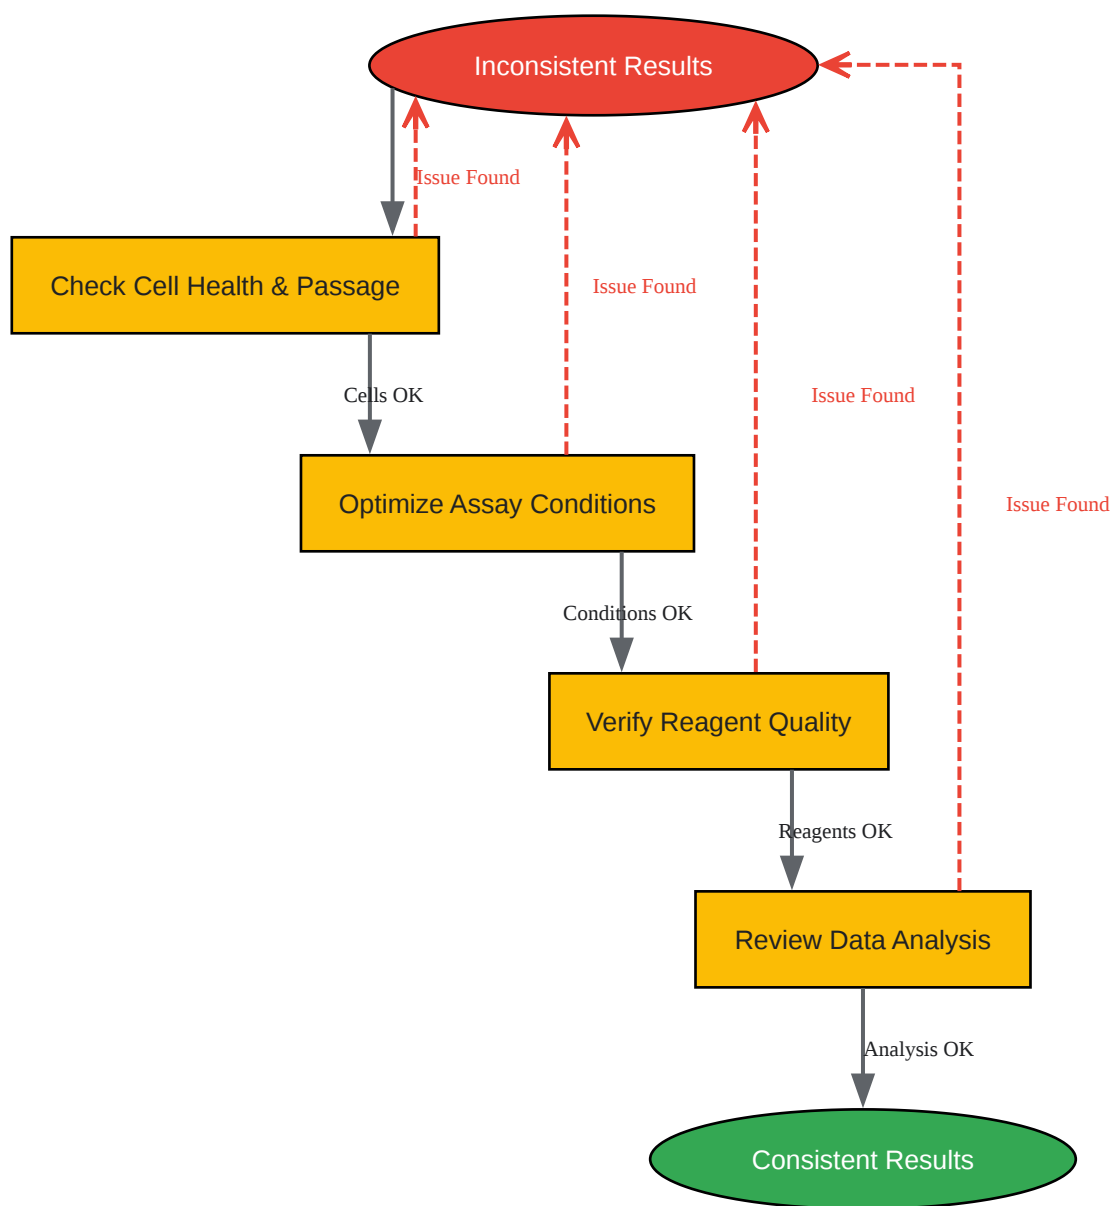 Inconsistent Results
Issue Found
Check Cell Health & Passage
Issue Found
Cells OK
Issue Found
Optimize Assay Conditions
Issue Found
Conditions OK
Verify Reagent Quality
Reagents OK
Review Data Analysis
Analysis OK
Consistent Results